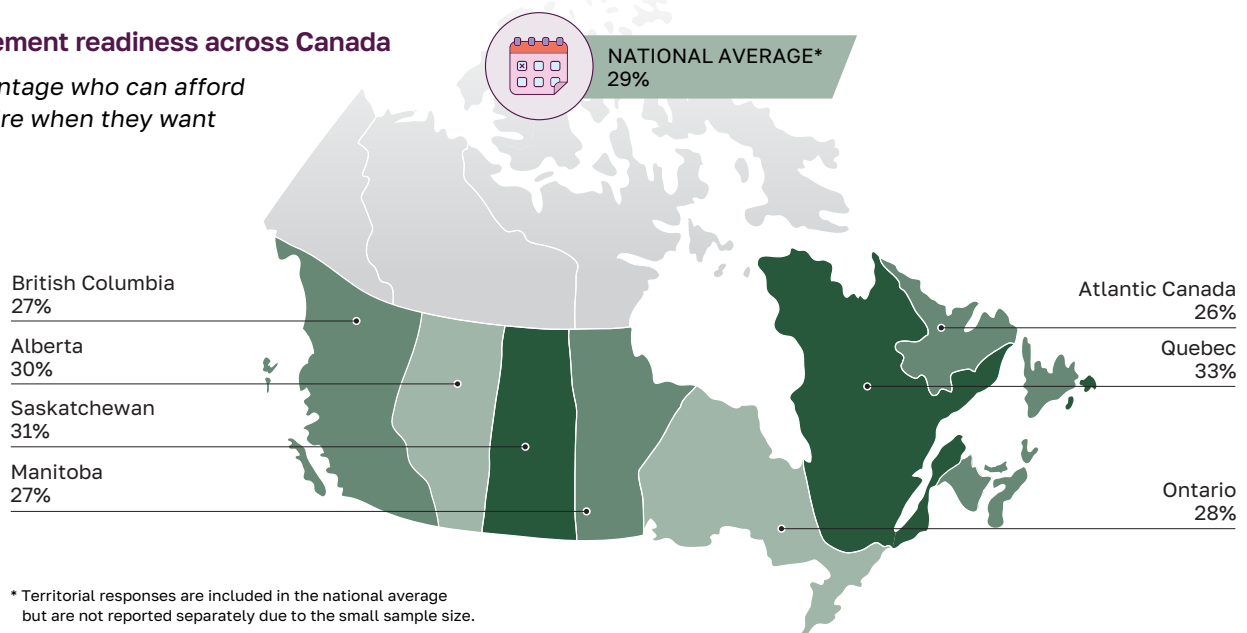 ement readiness across Canada
ntage who can afford
re when they want
NATIONAL AVERAGE*
29%
British Columbia
27%
Alberta
30%
Saskatchewan
31%
Manitoba
27%
Atlantic Canada
26%
Quebec
33%
Ontario
28%
* Territorial responses are included in the national average
but are not reported separately due to the small sample size.